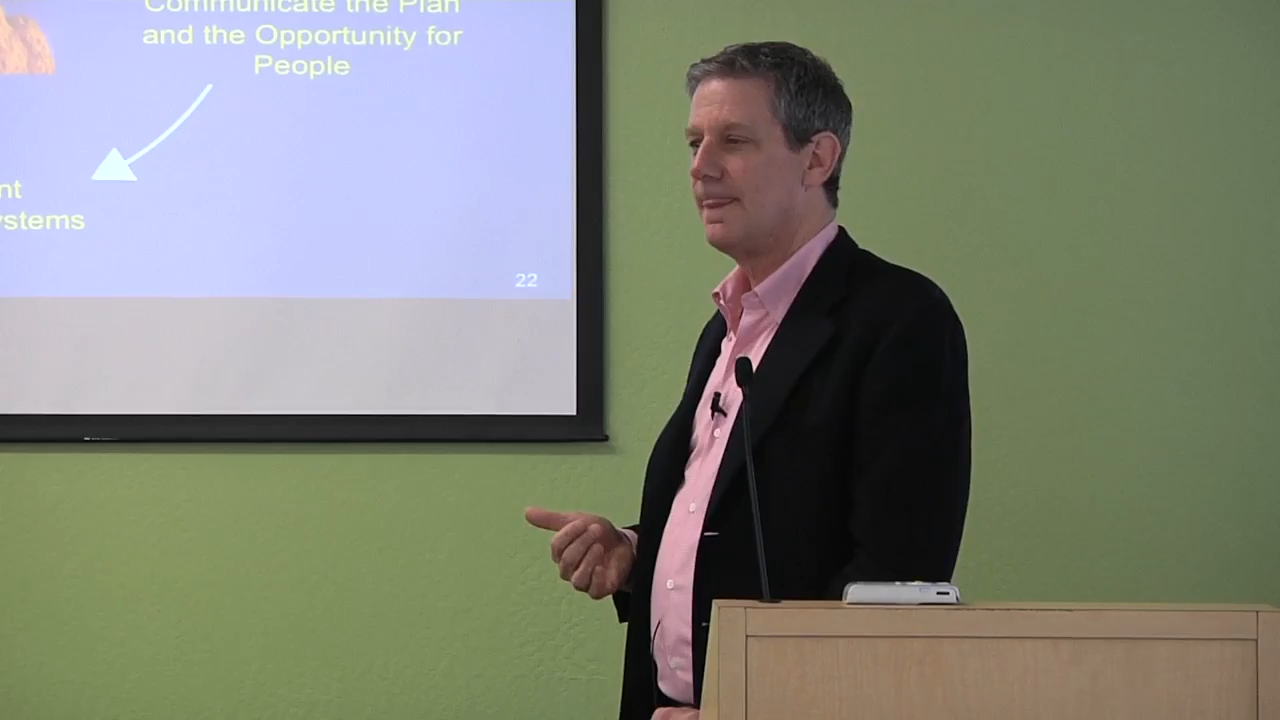 Communicate the Plan
and the Opportunity for
People
nt
ystems
22